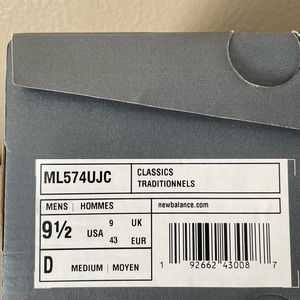 ML574UJC
CLASSICS
TRADITIONNELS
MENS | HOMMES
newbalance.com
9½ USA
9 UK
43 EUR
D MEDIUM | MOYEN
1 92662 43008 7